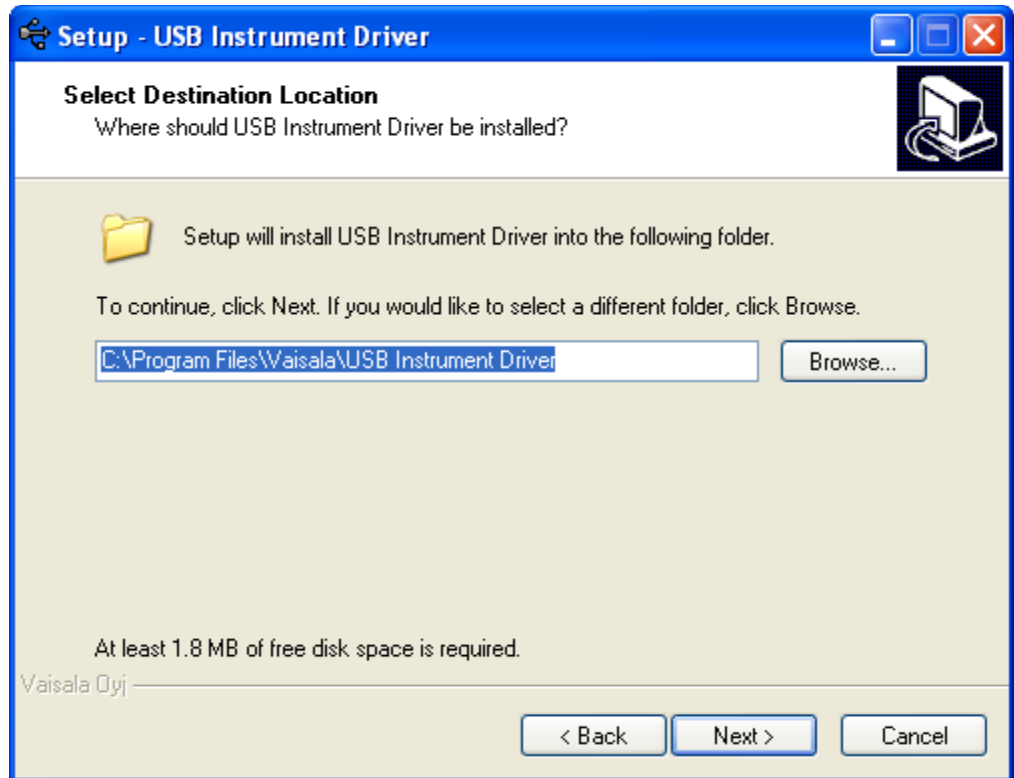 Setup - USB Instrument Driver
Select Destination Location
Where should USB Instrument Driver be installed?
Setup will install USB Instrument Driver into the following folder.
To continue, click Next. If you would like to select a different folder, click Browse.
C:\Program Files\Vaisala\USB Instrument Driver
Browse...
At least 1.8 MB of free disk space is required.
Vaisala Oyj
< Back
Next >
Cancel